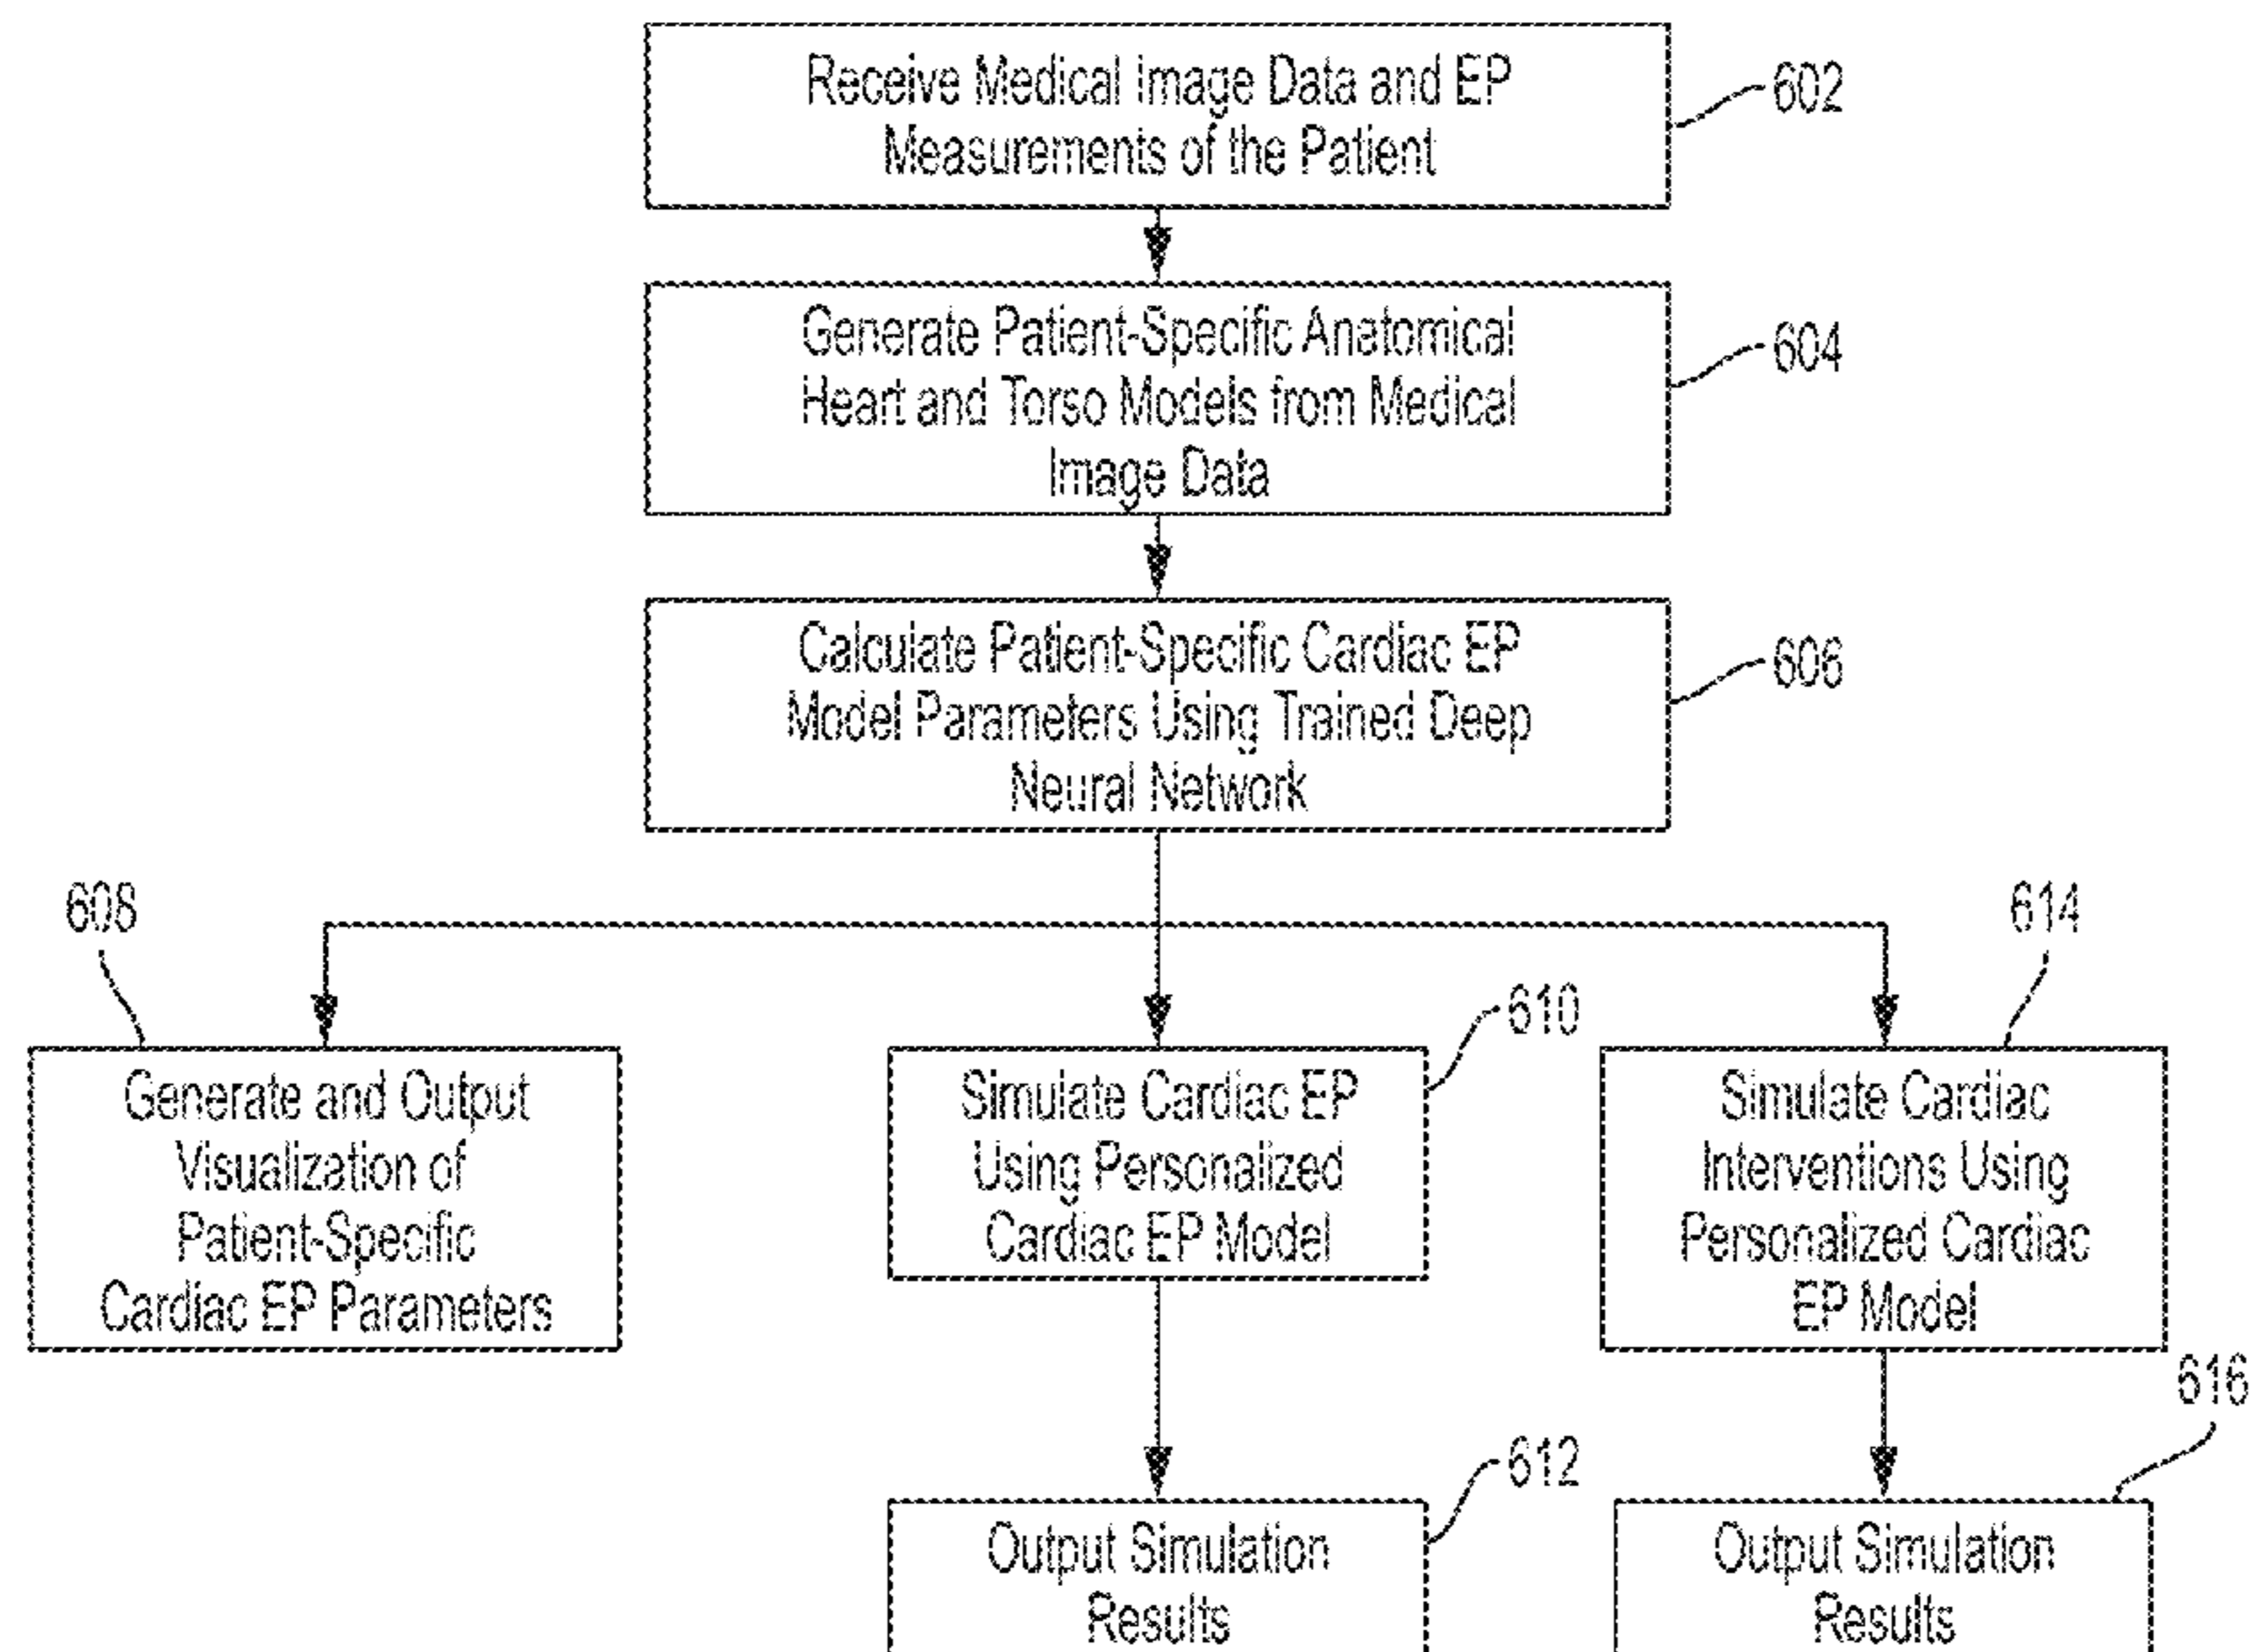 Receive Medical Image Data and EP
Measurements of the Patient
602
Generate Patient-Specific Anatomical
Heart and Torso Models from Medical
Image Data
604
Calculate Patient-Specific Cardiac EP
Model Parameters Using Trained Deep
Neural Network
606
608
Generate and Output
Visualization of
Patient-Specific
Cardiac EP Parameters
610
Simulate Cardiac EP
Using Personalized
Cardiac EP Model
614
Simulate Cardiac
Interventions Using
Personalized Cardiac
EP Model
612
Output Simulation
Results
616
Output Simulation
Results